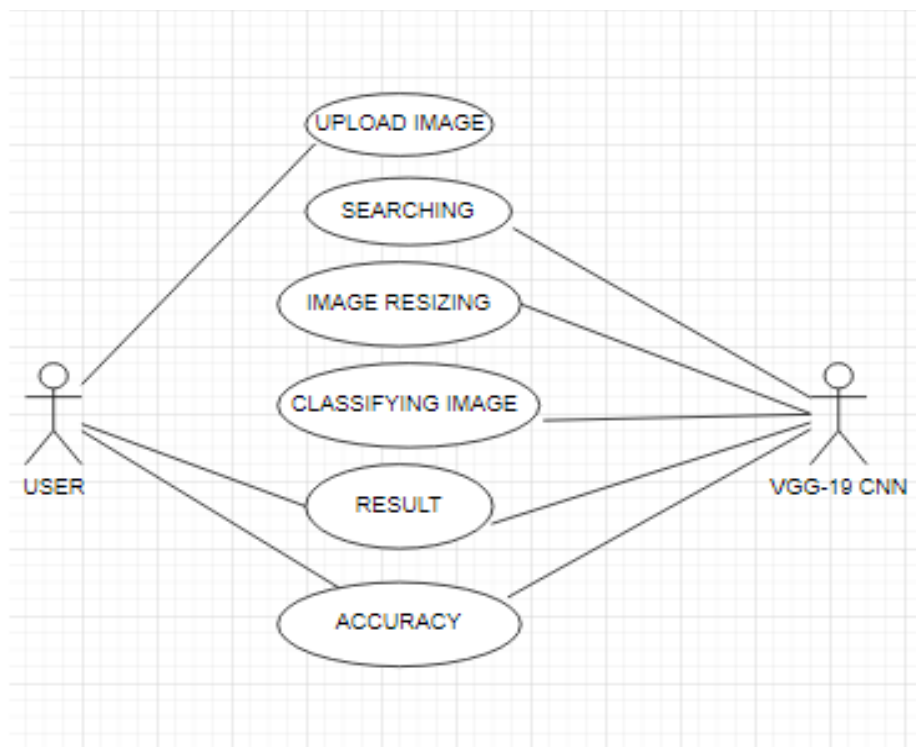 UPLOAD IMAGE
SEARCHING
IMAGE RESIZING
CLASSIFYING IMAGE
USER
VGG-19 CNN
RESULT
ACCURACY